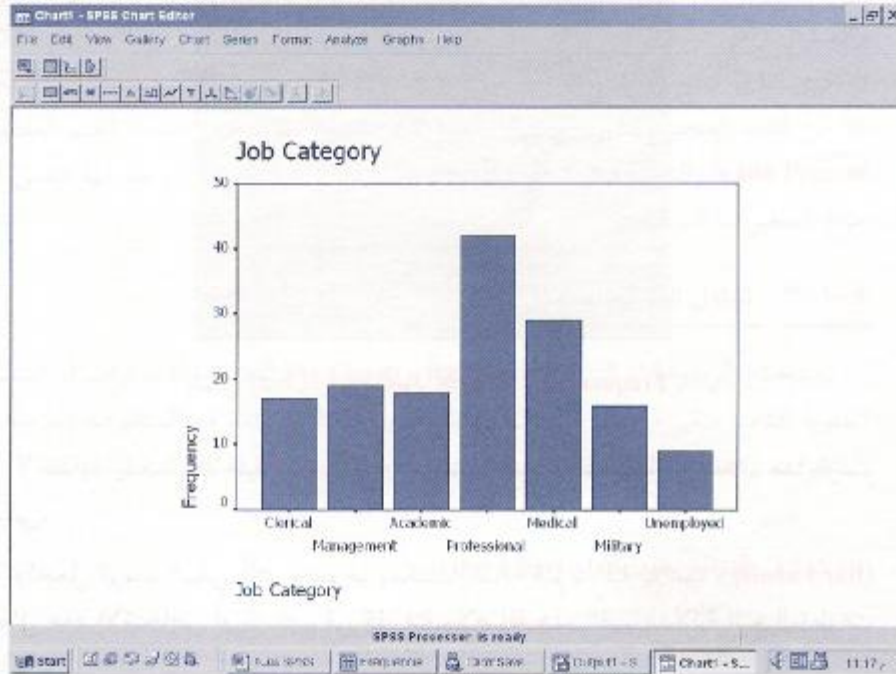 Chart1 - SPSS Chart Editor
File Edit View Gallery Chart Series Format Analyze Graphs Help
Job Category
50
40
30
20
10
0
Frequency
Clerical Academic Medical Unemployed
Management Professional Military
Job Category
SPSS Processor is ready
start Output1 - S... Chart1 - S... 11:17